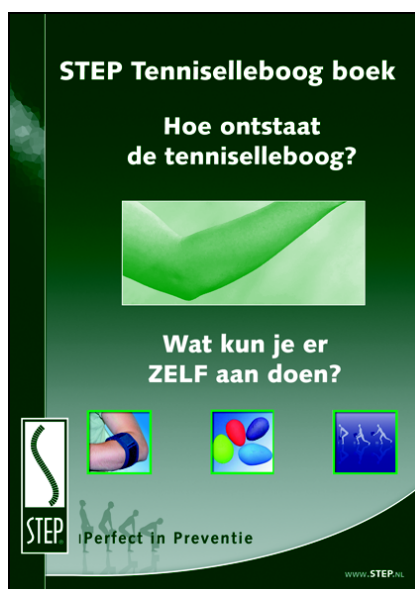 STEP Tenniselleboog boek
Hoe ontstaat
de tenniselleboog?
Wat kun je er
ZELF aan doen?
STEP
Perfect in Preventie
www.STEP.NL